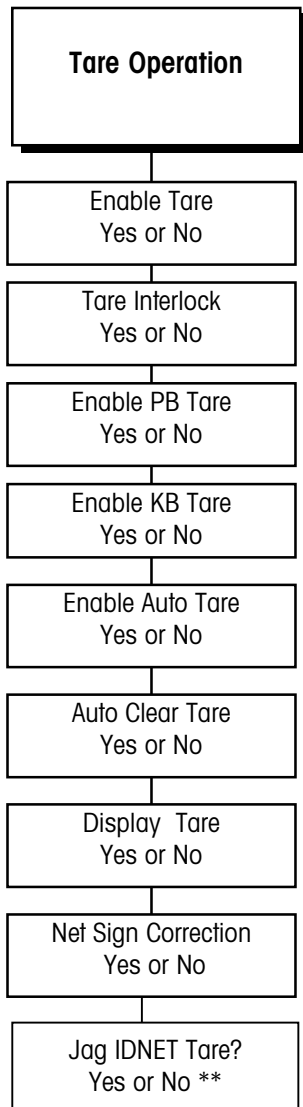 Tare Operation
Enable Tare
Yes or No
Tare Interlock
Yes or No
Enable PB Tare
Yes or No
Enable KB Tare
Yes or No
Enable Auto Tare
Yes or No
Auto Clear Tare
Yes or No
Display Tare
Yes or No
Net Sign Correction
Yes or No
Jag IDNET Tare?
Yes or No **